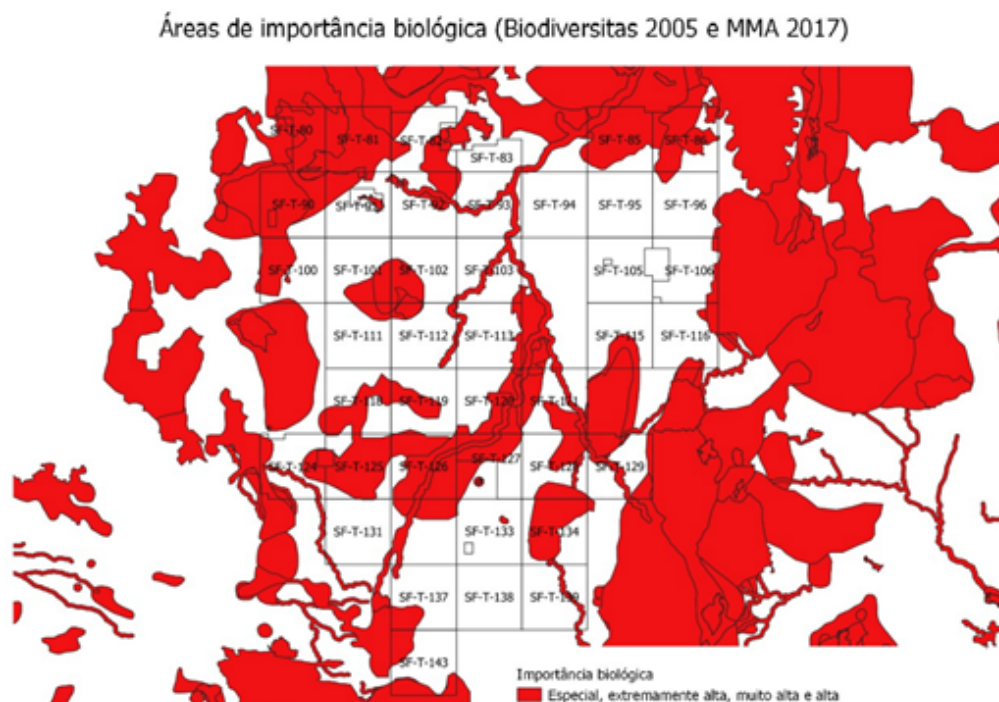 Áreas de importância biológica (Biodiversitas 2005 e MMA 2017)
SF-T-80 SF-T-81 SF-T-82 SF-T-83 SF-T-85 SF-T-86
SF-T-90 SF-T-92 SF-T-93 SF-T-94 SF-T-95 SF-T-96
SF-T-100 SF-T-101 SF-T-102 SF-T-103 SF-T-105 SF-T-106
SF-T-111 SF-T-112 SF-T-113 SF-T-115 SF-T-116
SF-T-118 SF-T-119 SF-T-120 SF-T-121
SF-T-124 SF-T-125 SF-T-126 SF-T-127 SF-T-128 SF-T-129
SF-T-131 SF-T-133 SF-T-134
SF-T-137 SF-T-138 SF-T-139
SF-T-143
Importância biológica
Especial, extremamente alta, muito alta e alta